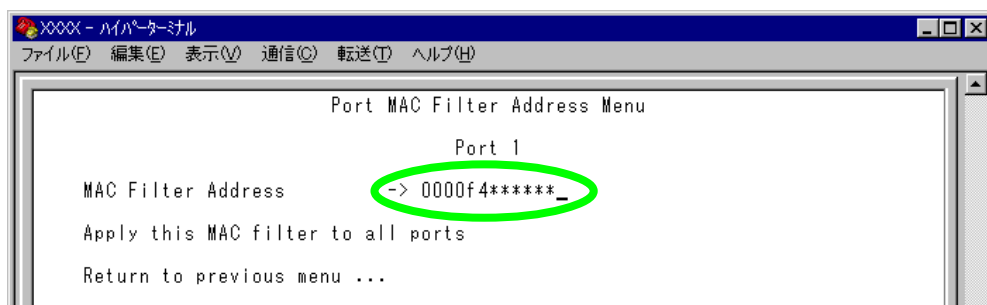 XXXX - ﾊｲﾊﾟｰﾀｰﾐﾅﾙ
ファイル(F) 編集(E) 表示(V) 通信(C) 転送(T) ヘルプ(H)
Port MAC Filter Address Menu
Port 1
MAC Filter Address -> 0000f4******_
Apply this MAC filter to all ports
Return to previous menu ...